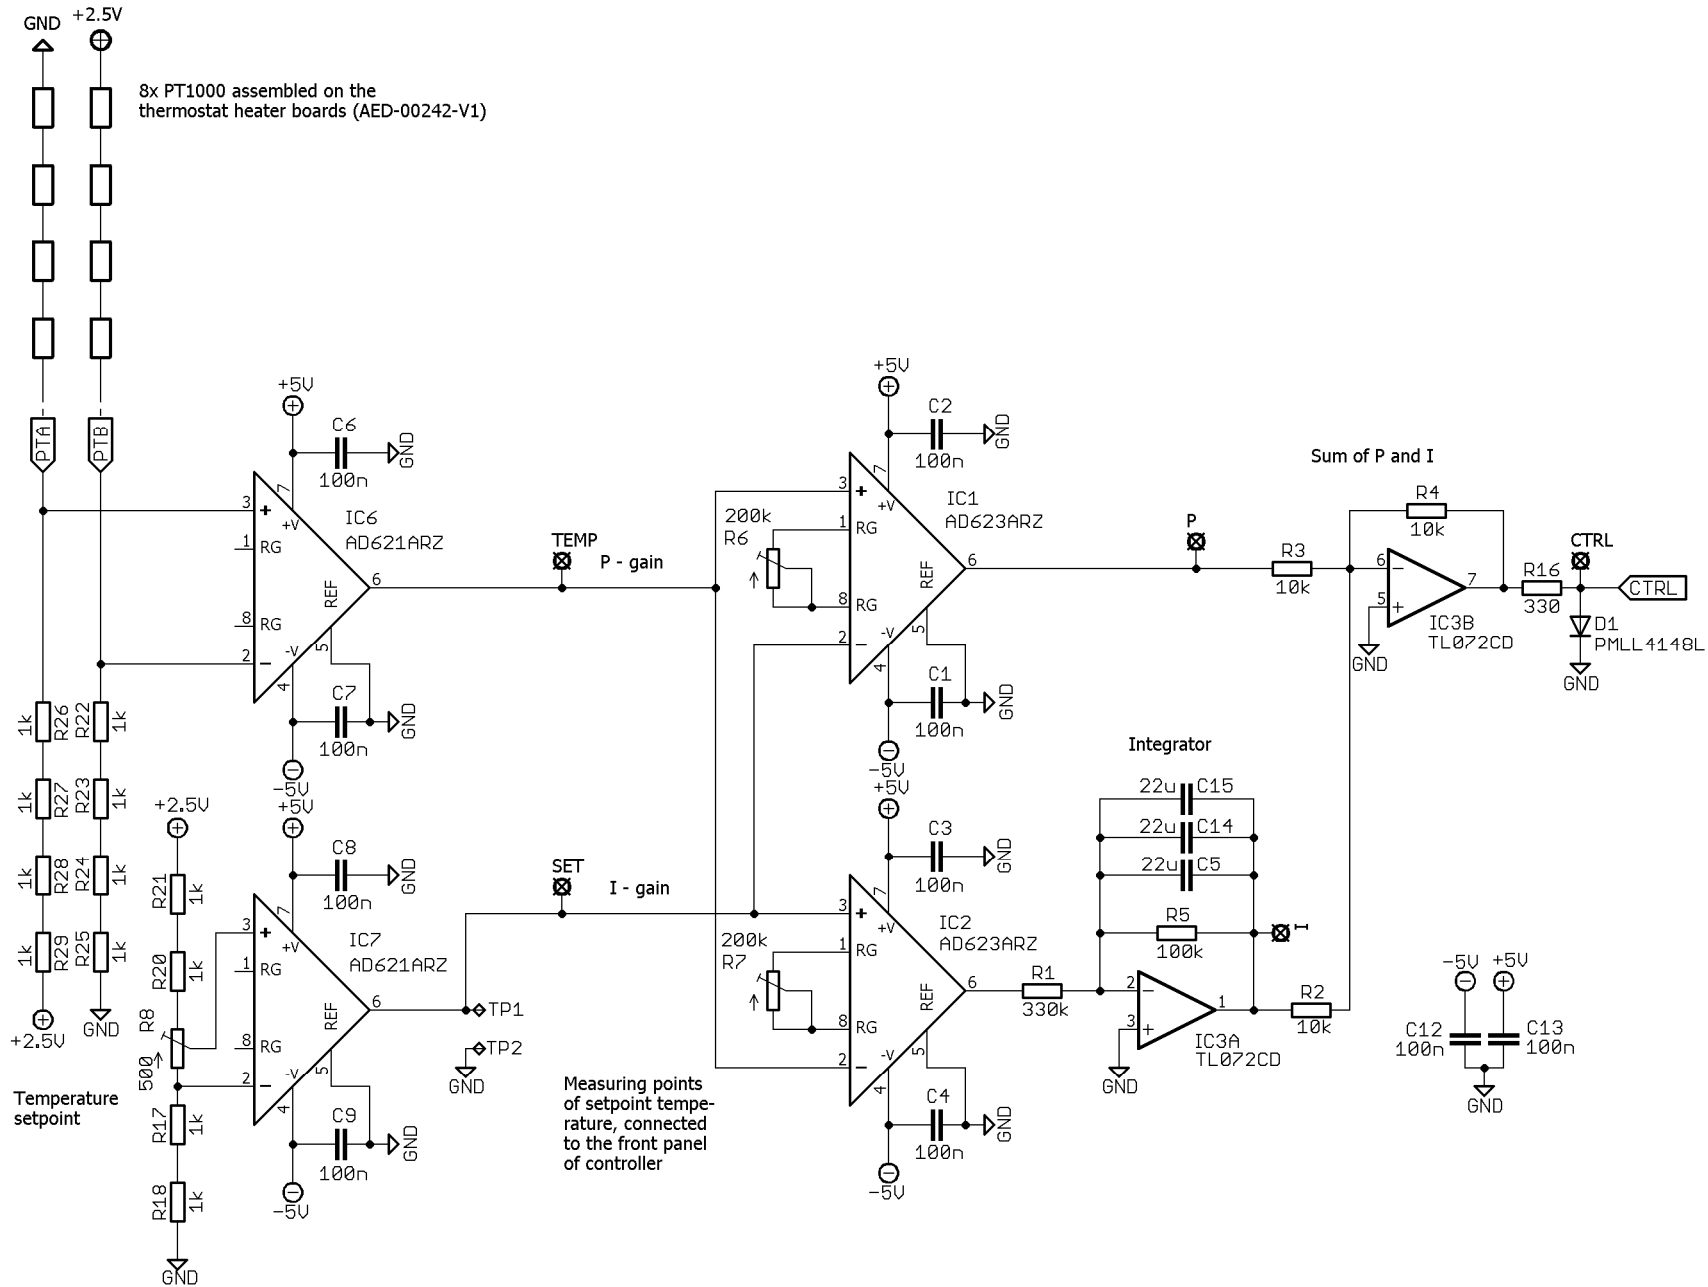 GND
+2.5V
8x PT1000 assembled on the
thermostat heater boards (AED-00242-V1)
PTA
PTB
+5V
C6
100n
GND
3
+
7
+V
IC6
AD621ARZ
1
RG
REF
6
8
RG
2
−
-V
5
4
C7
100n
GND
−5V
TEMP
P - gain
1k
R26
R22
1k
1k
R27
R23
1k
1k
R28
R24
1k
1k
R29
R25
1k
+2.5V
GND
+2.5V
R21
1k
R20
1k
R8
500
R17
1k
R18
1k
GND
Temperature
setpoint
+5V
C8
100n
GND
3
+
7
+V
IC7
AD621ARZ
1
RG
REF
6
8
RG
2
−
-V
5
4
C9
100n
GND
−5V
SET
I - gain
TP1
TP2
GND
Measuring points
of setpoint tempe-
rature, connected
to the front panel
of controller
+5V
C2
100n
GND
3
+
7
+V
IC1
AD623ARZ
200k
R6
1
RG
REF
6
8
RG
2
−
-V
5
4
C1
100n
GND
−5V
+5V
C3
100n
GND
3
+
7
+V
IC2
AD623ARZ
200k
R7
1
RG
REF
6
8
RG
2
−
-V
5
4
C4
100n
GND
−5V
R1
330k
Integrator
22u
C15
22u
C14
22u
C5
R5
100k
I
2
−
3
+
1
IC3A
TL072CD
GND
R2
10k
P
R3
10k
Sum of P and I
R4
10k
6
−
5
+
7
IC3B
TL072CD
GND
R16
330
CTRL
CTRL
D1
PMLL4148L
GND
−5V
+5V
C12
100n
C13
100n
GND